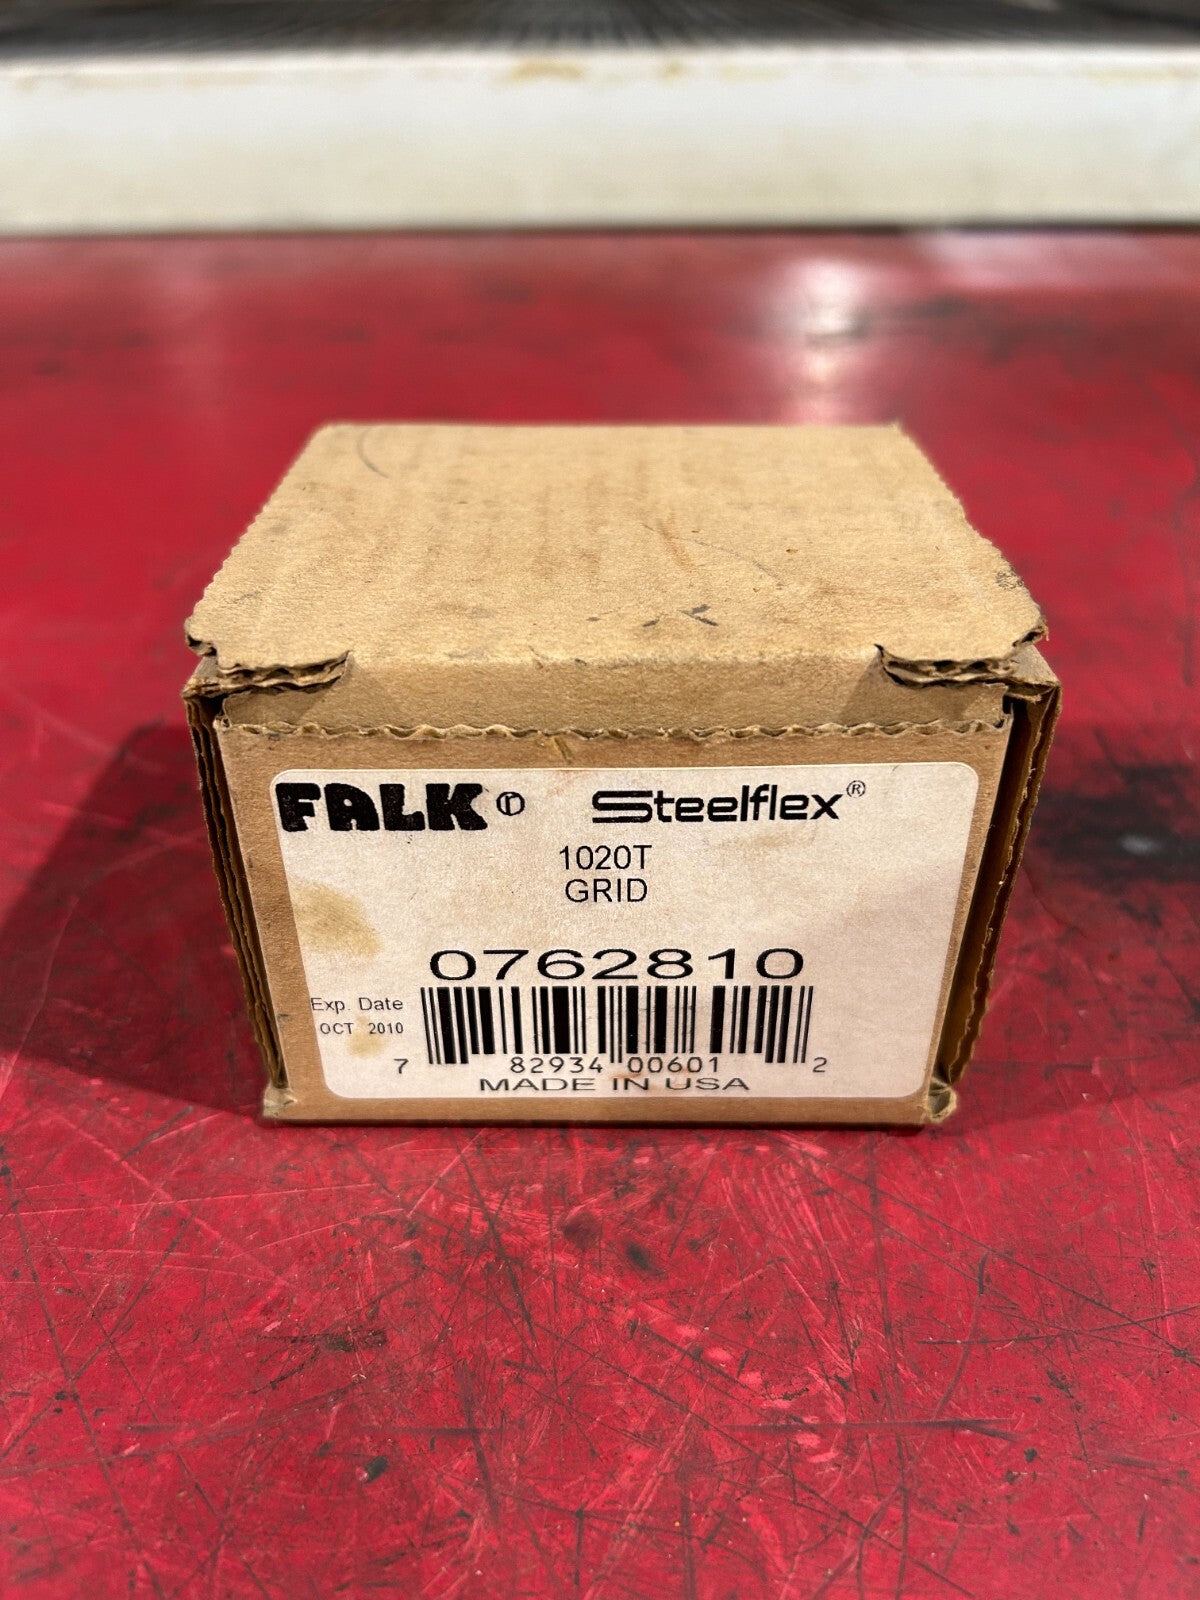 FALK ⓡ Steelflex®
1020T
GRID
0762810
Exp. Date
OCT 2010
7 82934 00601 2
MADE IN USA